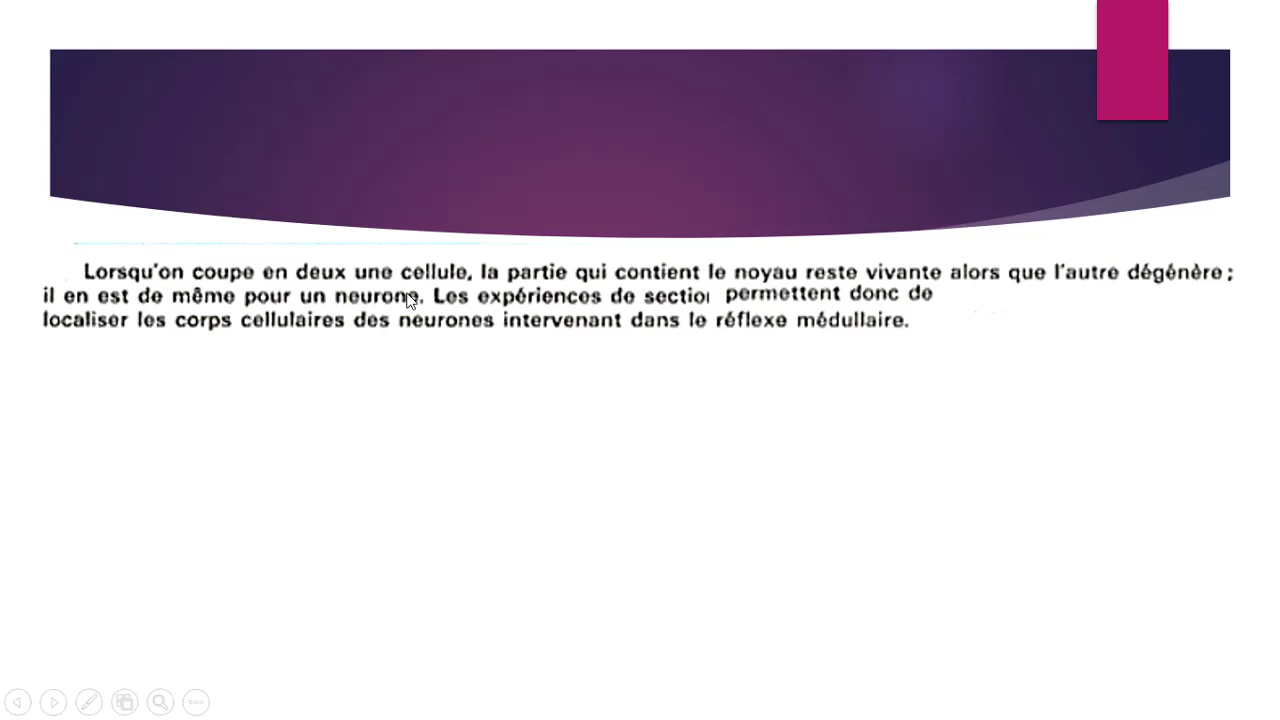 Lorsqu'on coupe en deux une cellule, la partie qui contient le noyau reste vivante alors que l'autre dégénère ;
il en est de même pour un neurone. Les expériences de section permettent donc de
localiser les corps cellulaires des neurones intervenant dans le réflexe médullaire.